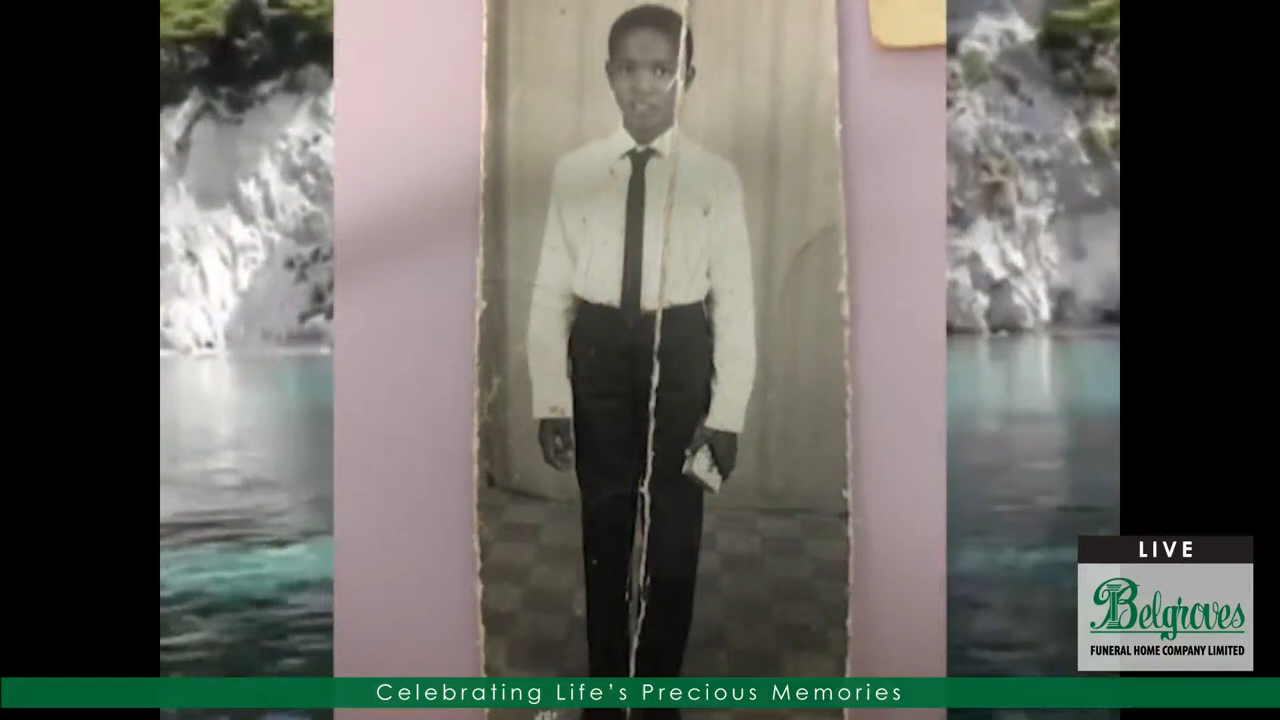 LIVE
Belgroves
FUNERAL HOME COMPANY LIMITED
Celebrating Life's Precious Memories